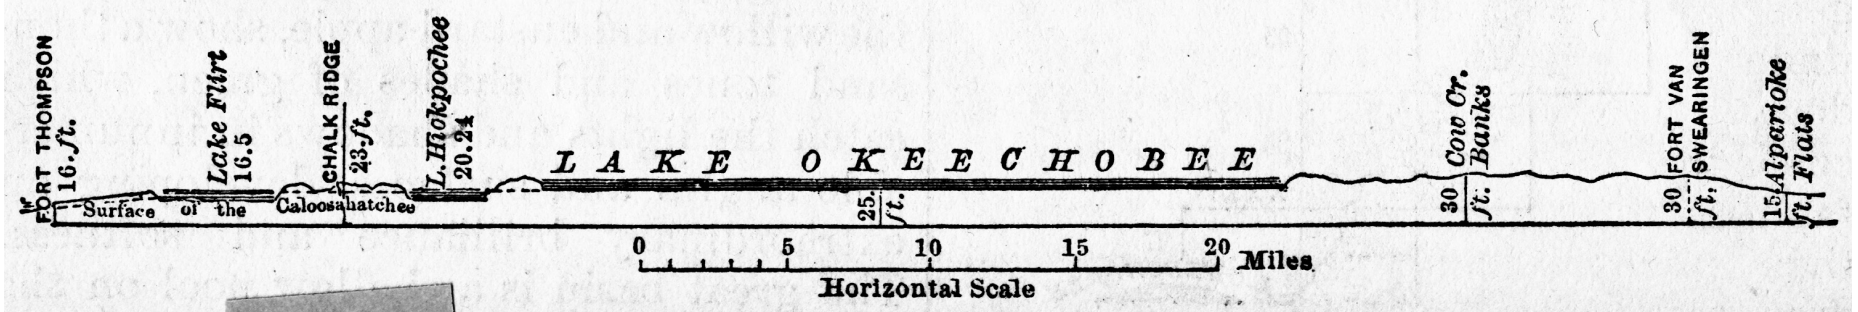 FORT THOMPSON
16.ft.
Lake Flirt
16.5
CHALK RIDGE
23.ft.
L. Hickpochee
20.24
LAKE OKEECHOBEE
25.
ft.
Cow Cr.
Banks
30
ft.
FORT VAN
SWEARINGEN
30
ft.
Alparioke
Flats
15.
ft.
Surface of the Caloosahatchee
0 5 10 15 20 Miles
Horizontal Scale